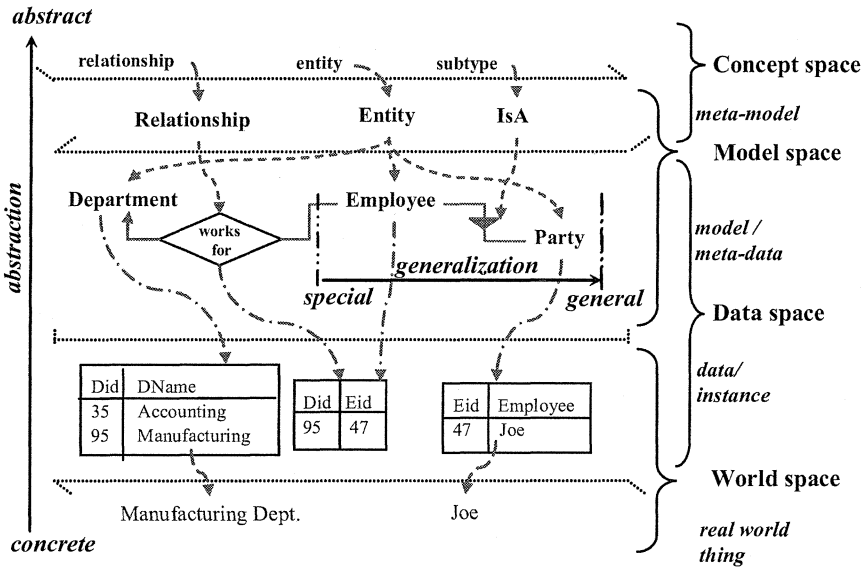 abstract
relationship
entity
subtype
Concept space
Relationship
Entity
IsA
meta-model
Model space
Department
Employee
works
for
Party
model /
meta-data
generalization
special
general
abstraction
Data space
Did DName
35 Accounting
95 Manufacturing
Did Eid
95 47
Eid Employee
47 Joe
data/
instance
World space
Manufacturing Dept.
Joe
real world
thing
concrete